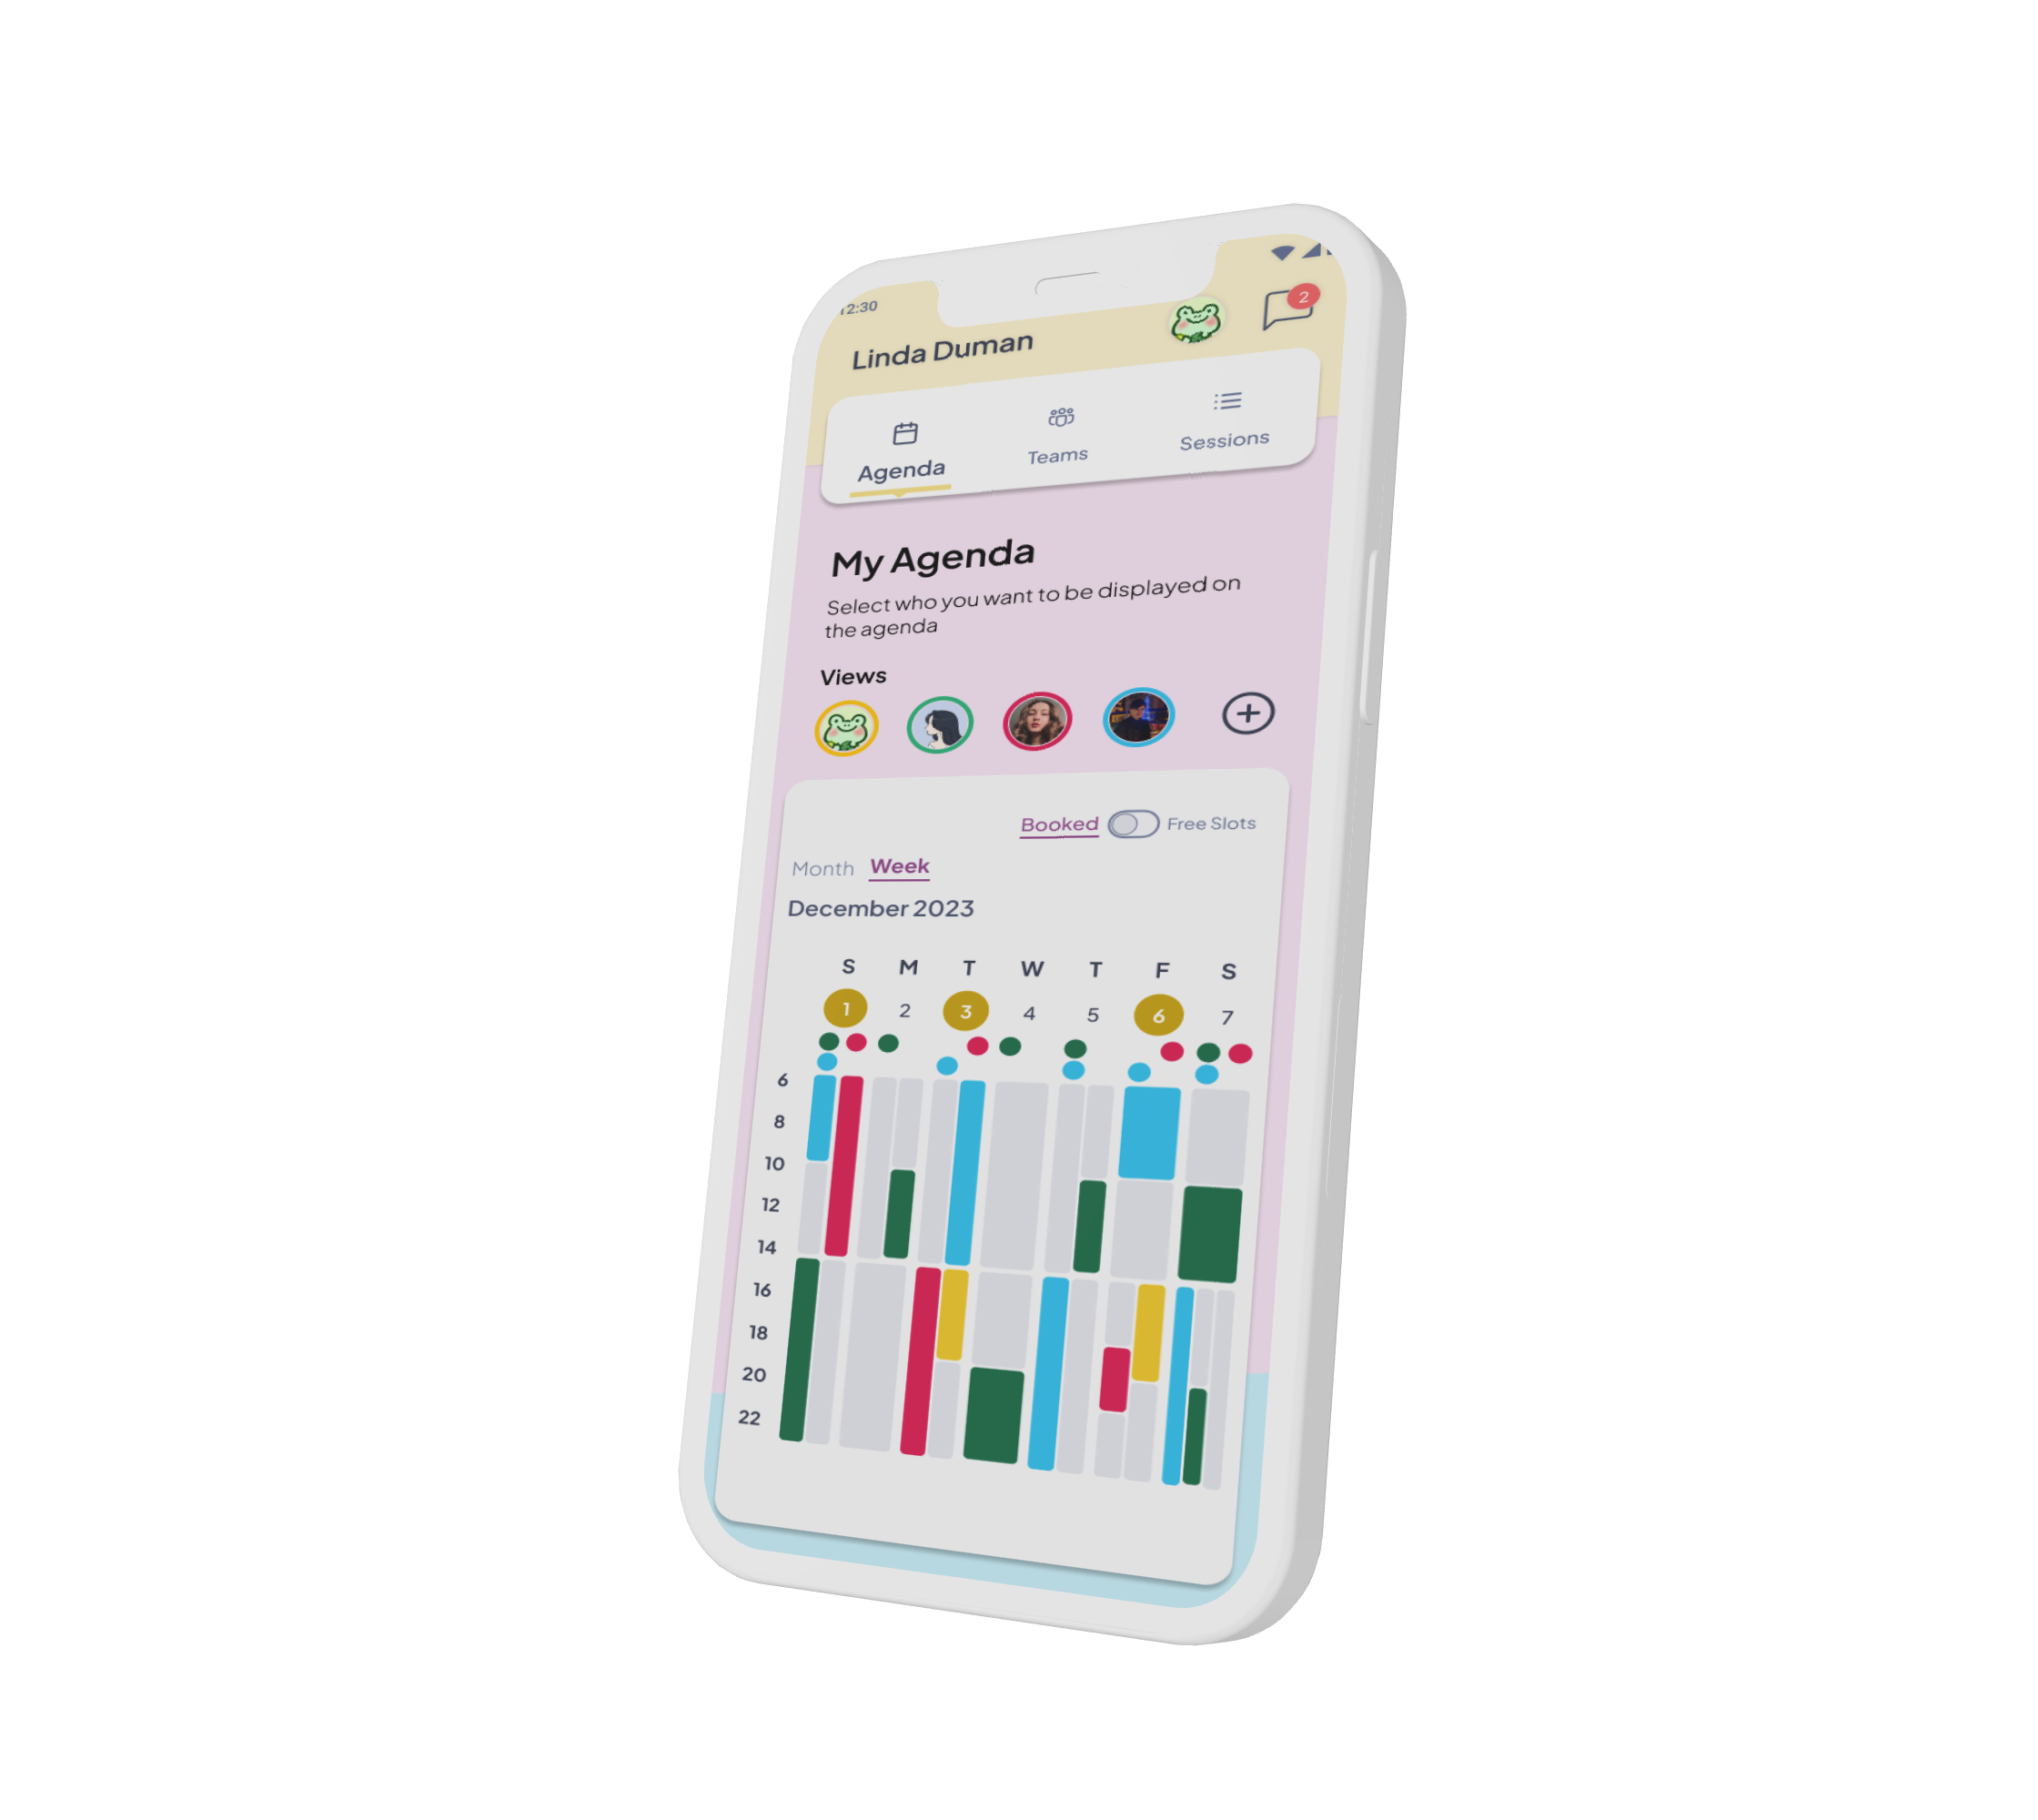 12:30
Linda Duman
2
Agenda Teams Sessions
My Agenda
Select who you want to be displayed on
the agenda
Views
Booked Free Slots
Month Week
December 2023
S M T W T F S
1 2 3 4 5 6 7
6
8
10
12
14
16
18
20
22